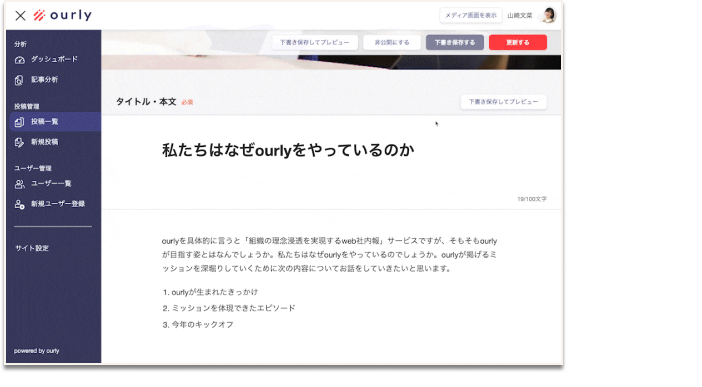 ourly
メディア画面を表示
山崎文菜
下書き保存してプレビュー
非公開にする
下書き保存する
更新する
分析
ダッシュボード
記事分析
投稿管理
投稿一覧
新規投稿
ユーザー管理
ユーザー一覧
新規ユーザー登録
サイト設定
powered by ourly
タイトル・本文 必須
下書き保存してプレビュー
私たちはなぜourlyをやっているのか
19/100文字
ourlyを具体的に言うと「組織の理念浸透を実現するweb社内報」サービスですが、そもそもourly
が目指す姿とはなんでしょうか。私たちはなぜourlyをやっているのでしょうか。ourlyが掲げるミ
ッションを深堀りしていくために次の内容についてお話をしていきたいと思います。
1. ourlyが生まれたきっかけ
2. ミッションを体現できたエピソード
3. 今年のキックオフ